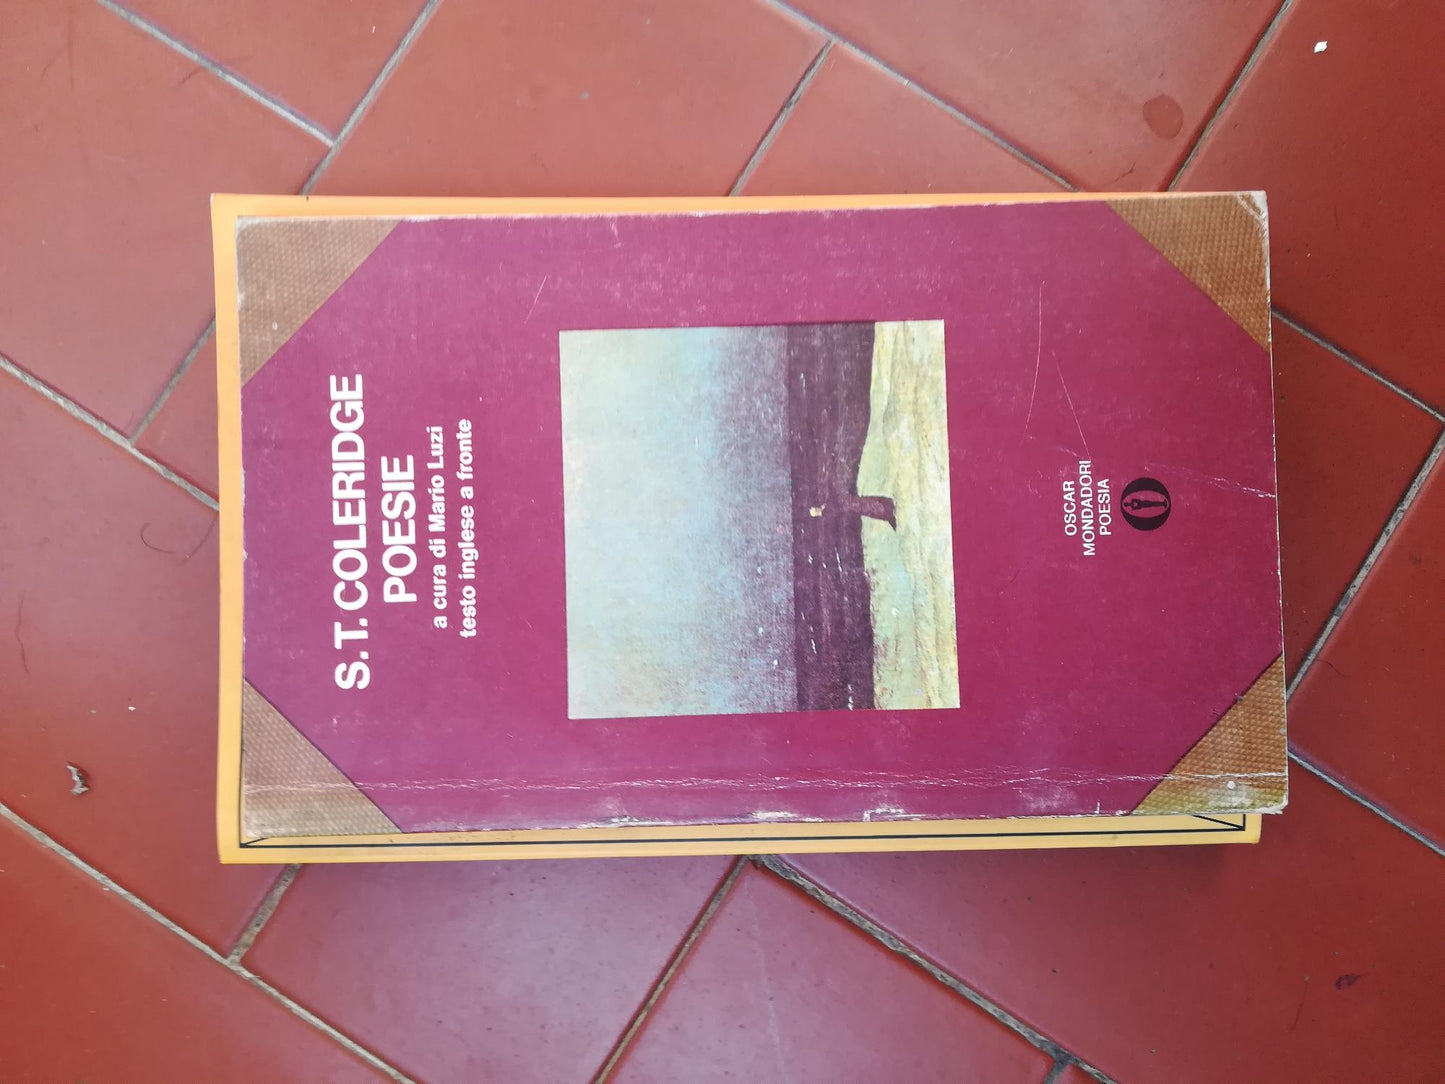 S.T. COLERIDGE
POESIE
a cura di Mario Luzi
testo inglese a fronte
OSCAR
MONDADORI
POESIA